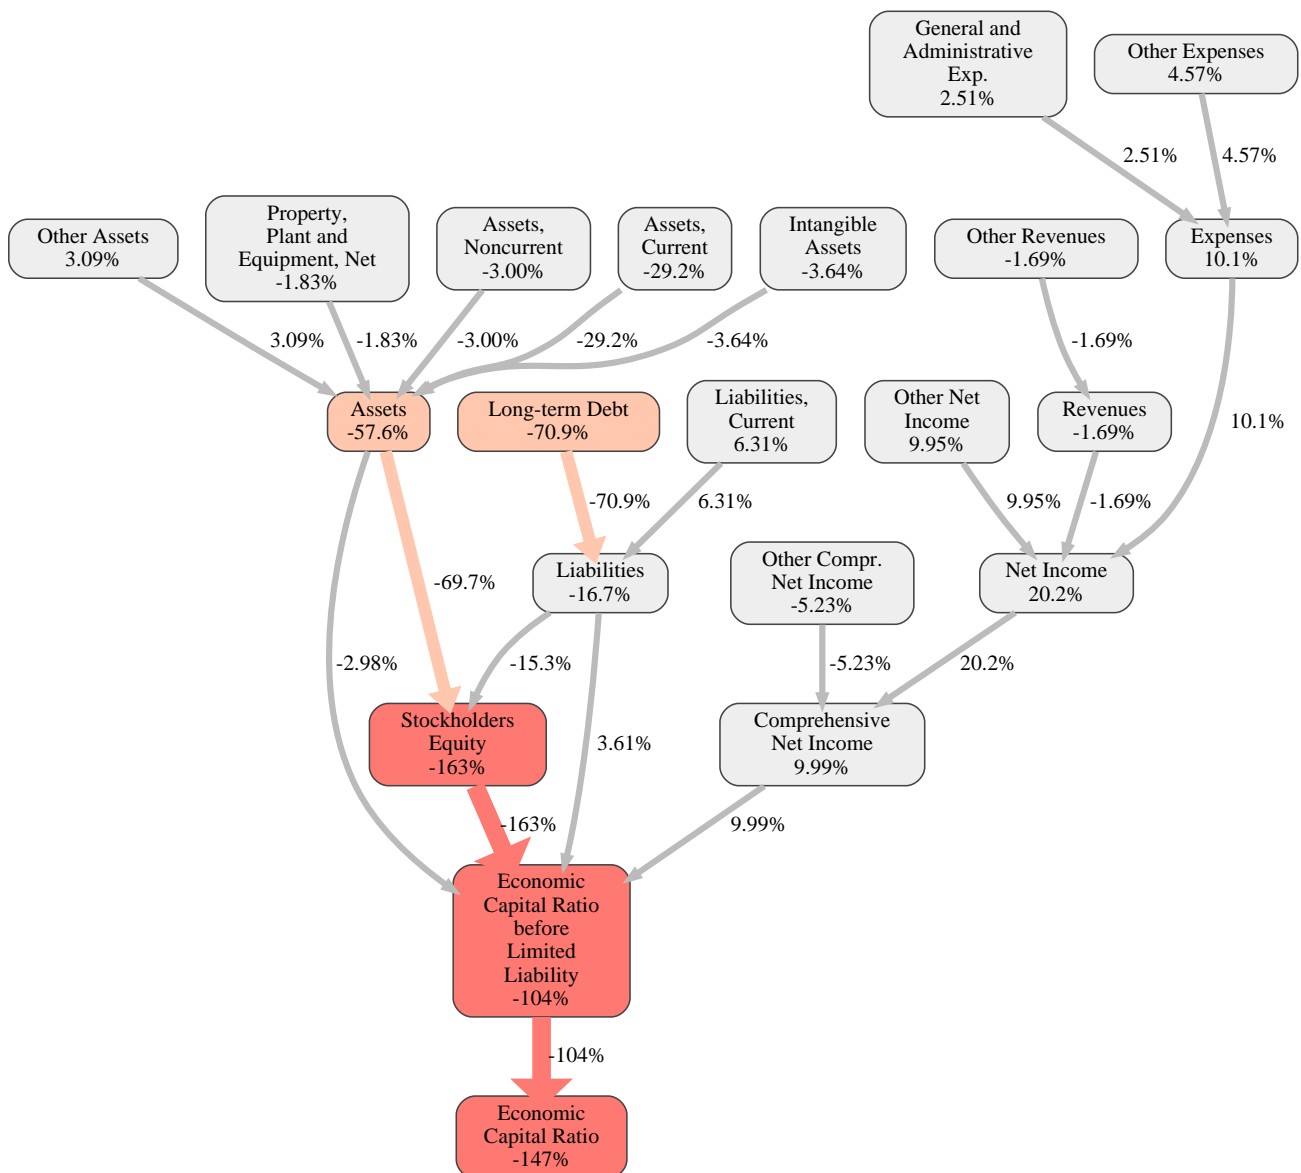 General and
Administrative
Exp.
2.51%
Other Expenses
4.57%
2.51%
4.57%
Other Assets
3.09%
Property,
Plant and
Equipment, Net
-1.83%
Assets,
Noncurrent
-3.00%
Assets,
Current
-29.2%
Intangible
Assets
-3.64%
Other Revenues
-1.69%
Expenses
10.1%
3.09%
-1.83%
-3.00%
-29.2%
-3.64%
-1.69%
10.1%
Assets
-57.6%
Long-term Debt
-70.9%
Liabilities,
Current
6.31%
Other Net
Income
9.95%
Revenues
-1.69%
-70.9%
6.31%
9.95%
-1.69%
Liabilities
-16.7%
Other Compr.
Net Income
-5.23%
Net Income
20.2%
-69.7%
-2.98%
-15.3%
-5.23%
20.2%
Stockholders
Equity
-163%
3.61%
Comprehensive
Net Income
9.99%
-163%
9.99%
Economic
Capital Ratio
before
Limited
Liability
-104%
-104%
Economic
Capital Ratio
-147%